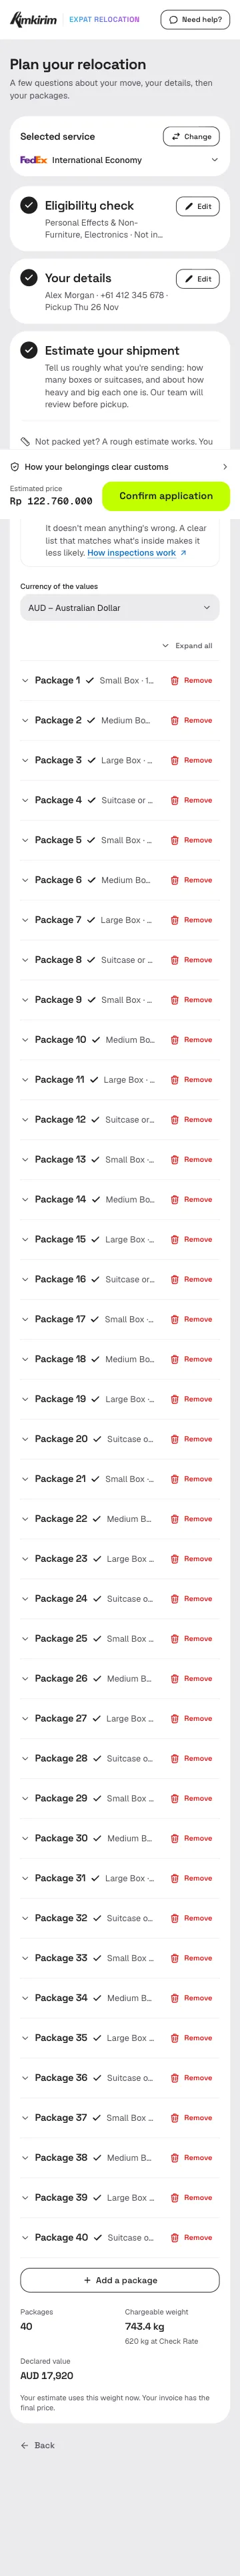 Kimkirim
EXPAT RELOCATION
Need help?
Plan your relocation
A few questions about your move, your details, then
your packages.
Selected service
Change
FedEx International Economy
Eligibility check
Edit
Personal Effects & Non-
Furniture, Electronics · Not in...
Your details
Edit
Alex Morgan · +61 412 345 678 ·
Pickup Thu 26 Nov
Estimate your shipment
Tell us roughly what you're sending: how
many boxes or suitcases, and about how
heavy and big each one is. Our team will
review before pickup.
Not packed yet? A rough estimate works. You
How your belongings clear customs
Estimated price
Rp 122.760.000
Confirm application
It doesn't mean anything's wrong. A clear
list that matches what's inside makes it
less likely. How inspections work
Currency of the values
AUD – Australian Dollar
Expand all
Package 1 Small Box · 1... Remove
Package 2 Medium Bo... Remove
Package 3 Large Box · ... Remove
Package 4 Suitcase or ... Remove
Package 5 Small Box · ... Remove
Package 6 Medium Bo... Remove
Package 7 Large Box · ... Remove
Package 8 Suitcase or ... Remove
Package 9 Small Box · ... Remove
Package 10 Medium Bo... Remove
Package 11 Large Box · ... Remove
Package 12 Suitcase or... Remove
Package 13 Small Box ·... Remove
Package 14 Medium Bo... Remove
Package 15 Large Box ·... Remove
Package 16 Suitcase or... Remove
Package 17 Small Box ·... Remove
Package 18 Medium Bo... Remove
Package 19 Large Box ·... Remove
Package 20 Suitcase o... Remove
Package 21 Small Box ·... Remove
Package 22 Medium B... Remove
Package 23 Large Box ... Remove
Package 24 Suitcase o... Remove
Package 25 Small Box ... Remove
Package 26 Medium B... Remove
Package 27 Large Box ... Remove
Package 28 Suitcase o... Remove
Package 29 Small Box ... Remove
Package 30 Medium B... Remove
Package 31 Large Box ·... Remove
Package 32 Suitcase o... Remove
Package 33 Small Box ... Remove
Package 34 Medium B... Remove
Package 35 Large Box ... Remove
Package 36 Suitcase o... Remove
Package 37 Small Box ... Remove
Package 38 Medium B... Remove
Package 39 Large Box ... Remove
Package 40 Suitcase o... Remove
Add a package
Packages
40
Chargeable weight
743.4 kg
620 kg at Check Rate
Declared value
AUD 17,920
Your estimate uses this weight now. Your invoice has the
final price.
Back